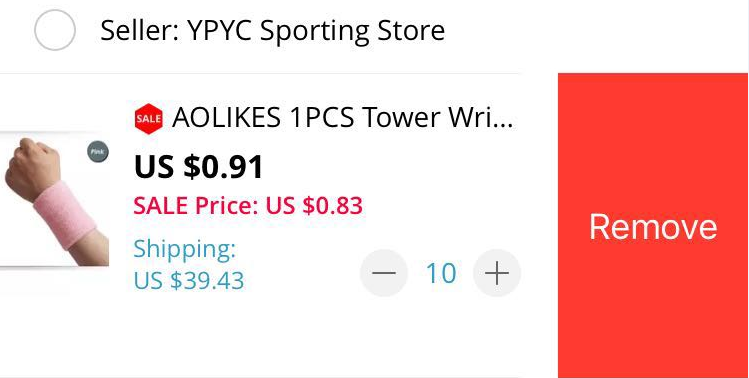 Seller: YPYC Sporting Store
SALE AOLIKES 1PCS Tower Wri...
Pink
US $0.91
SALE Price: US $0.83
Remove
Shipping:
US $39.43
10